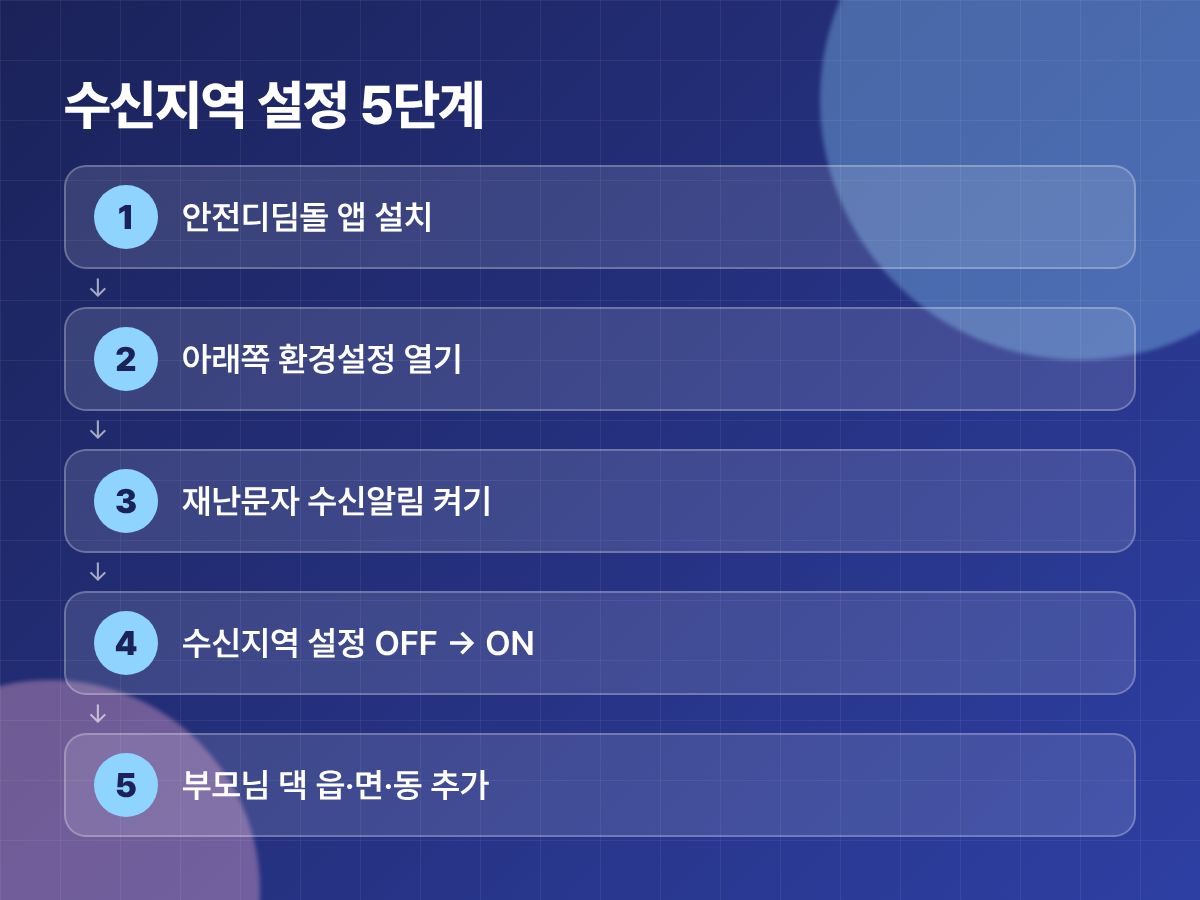 수신지역 설정 5단계
1 안전디딤돌 앱 설치
↓
2 아래쪽 환경설정 열기
↓
3 재난문자 수신알림 켜기
↓
4 수신지역 설정 OFF → ON
↓
5 부모님 댁 읍·면·동 추가